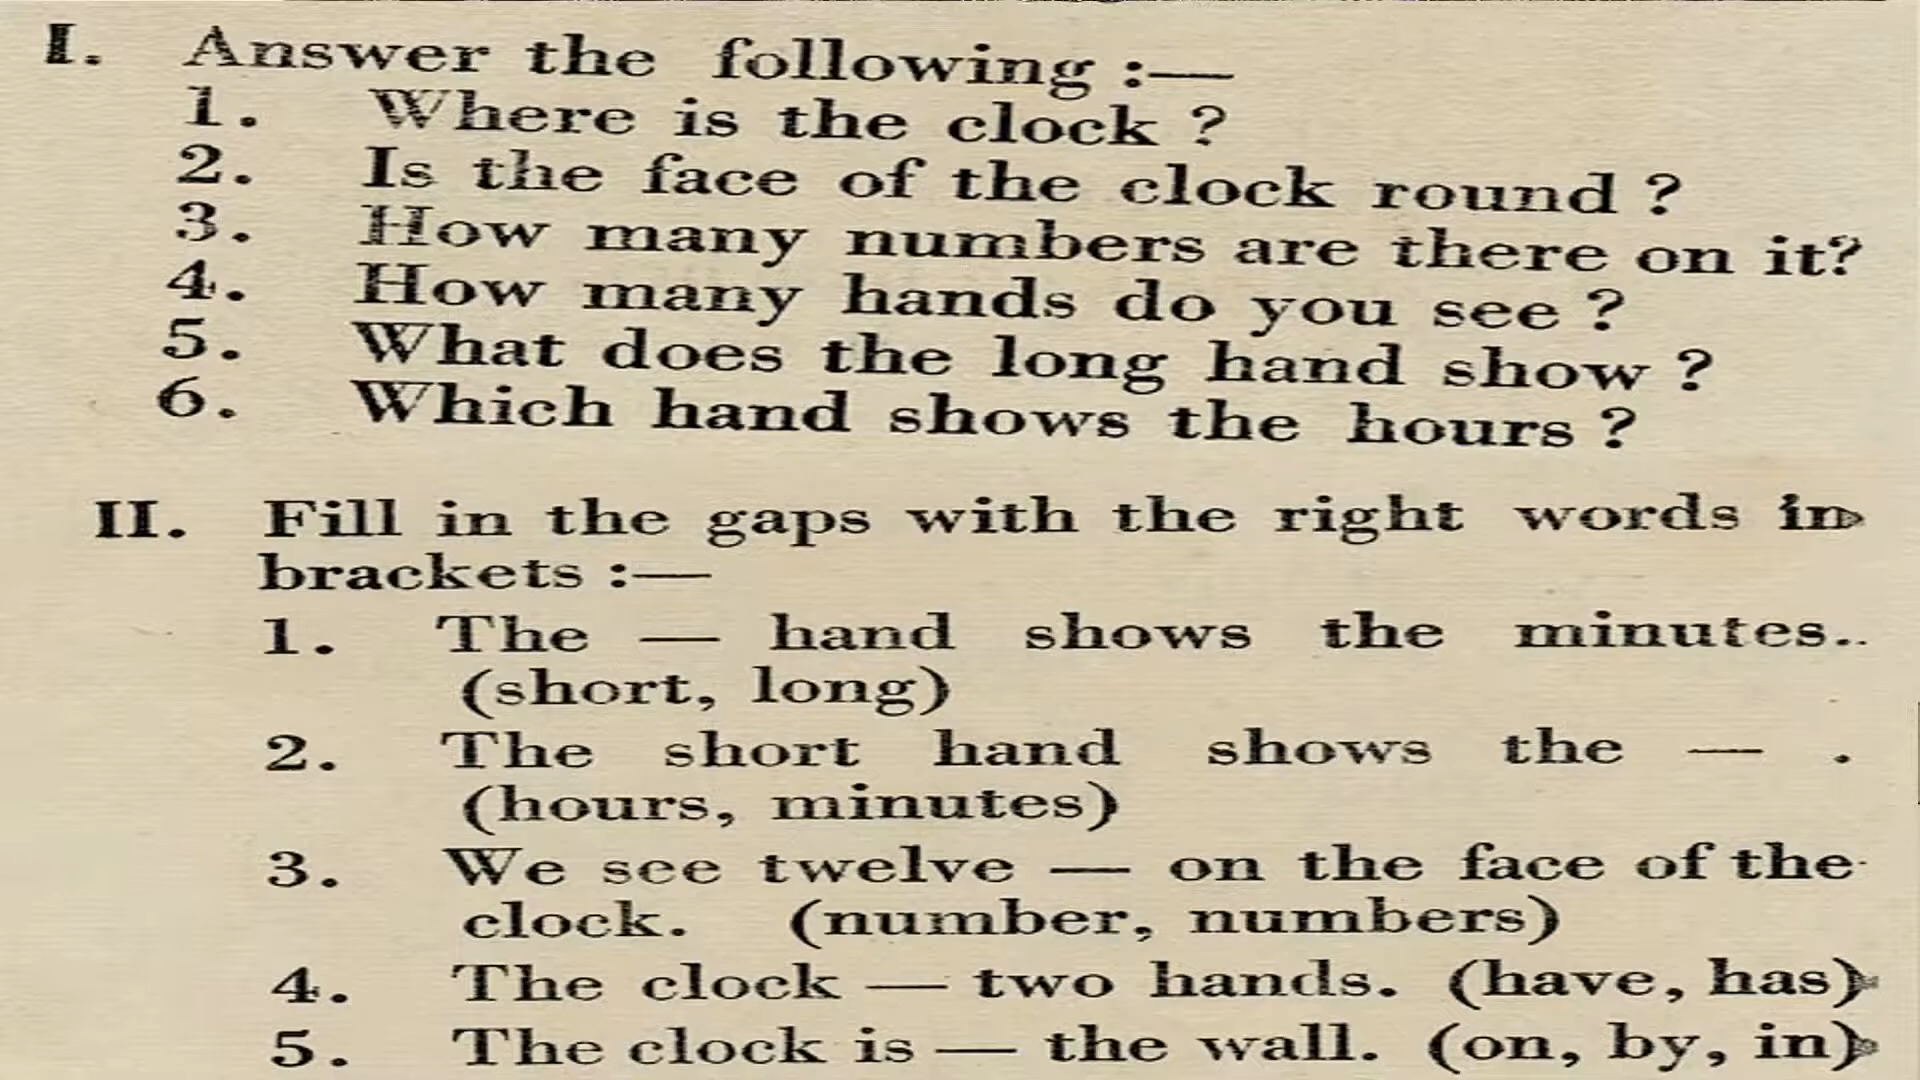 I. Answer the following :—
1. Where is the clock ?
2. Is the face of the clock round ?
3. How many numbers are there on it?
4. How many hands do you see ?
5. What does the long hand show ?
6. Which hand shows the hours ?
II. Fill in the gaps with the right words in
brackets :—
1. The — hand shows the minutes..
(short, long)
2. The short hand shows the — .
(hours, minutes)
3. We see twelve — on the face of the
clock. (number, numbers)
4. The clock — two hands. (have, has)
5. The clock is — the wall. (on, by, in)